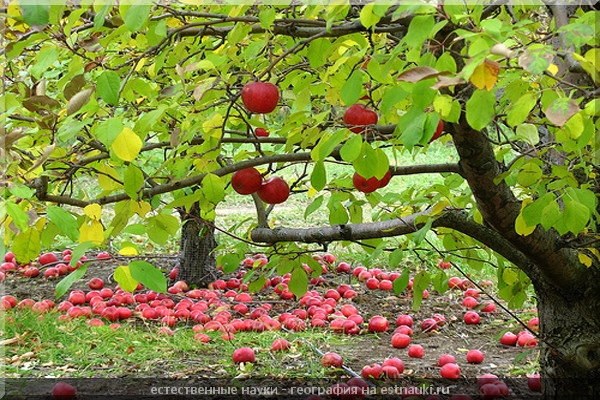 естественные науки - география на estnauki.ru